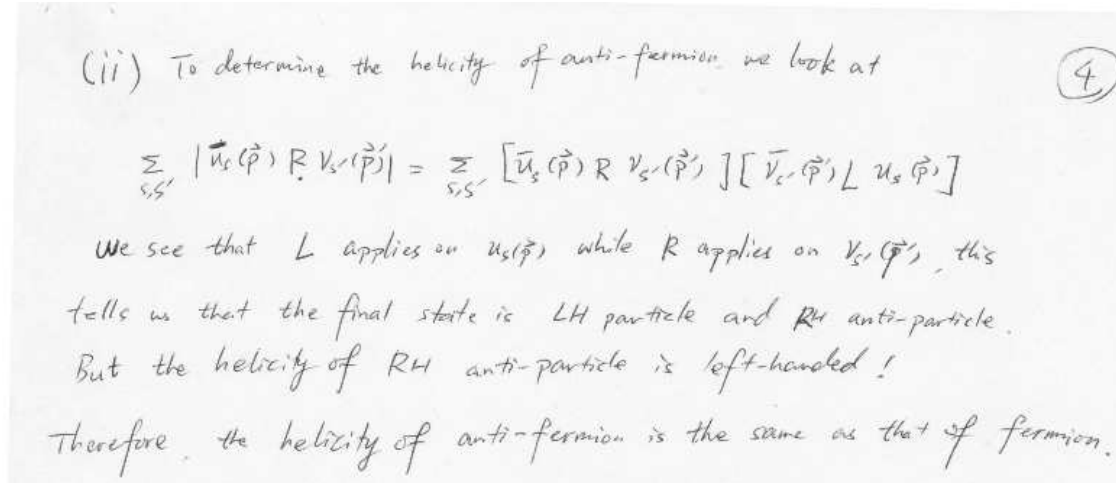 (ii) To determine the helicity of anti-fermion we look at
④
∑_{s,s′} |ū_s(p⃗) R v_{s′}(p⃗′)| = ∑_{s,s′} [ū_s(p⃗) R v_{s′}(p⃗′)][v̄_{s′}(p⃗′) L u_s(p⃗)]
We see that L applies on u_s(p⃗) while R applies on v_{s′}(p⃗′), this
tells us that the final state is LH particle and RH anti-particle.
But the helicity of RH anti-particle is left-handed!
Therefore, the helicity of anti-fermion is the same as that of fermion.